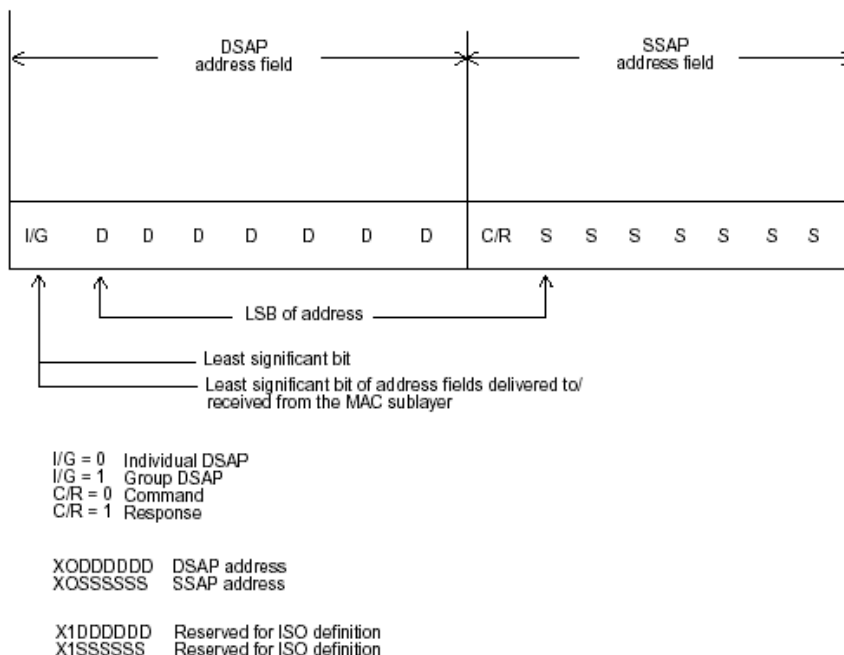 DSAP
address field
SSAP
address field
I/G D D D D D D D C/R S S S S S S S
LSB of address
Least significant bit
Least significant bit of address fields delivered to/
received from the MAC sublayer
I/G = 0 Individual DSAP
I/G = 1 Group DSAP
C/R = 0 Command
C/R = 1 Response
XODDDDDD DSAP address
XOSSSSSS SSAP address
X1DDDDDD Reserved for ISO definition
X1SSSSSS Reserved for ISO definition